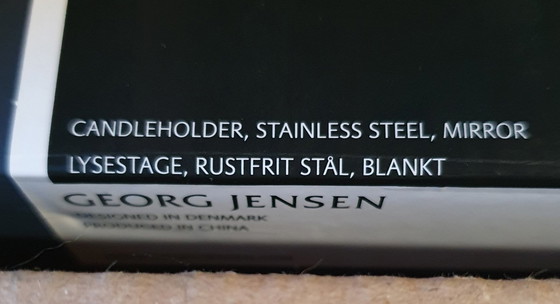 CANDLEHOLDER, STAINLESS STEEL, MIRROR
LYSESTAGE, RUSTFRIT STÅL, BLANKT
GEORG JENSEN
DESIGNED IN DENMARK
PRODUCED IN CHINA